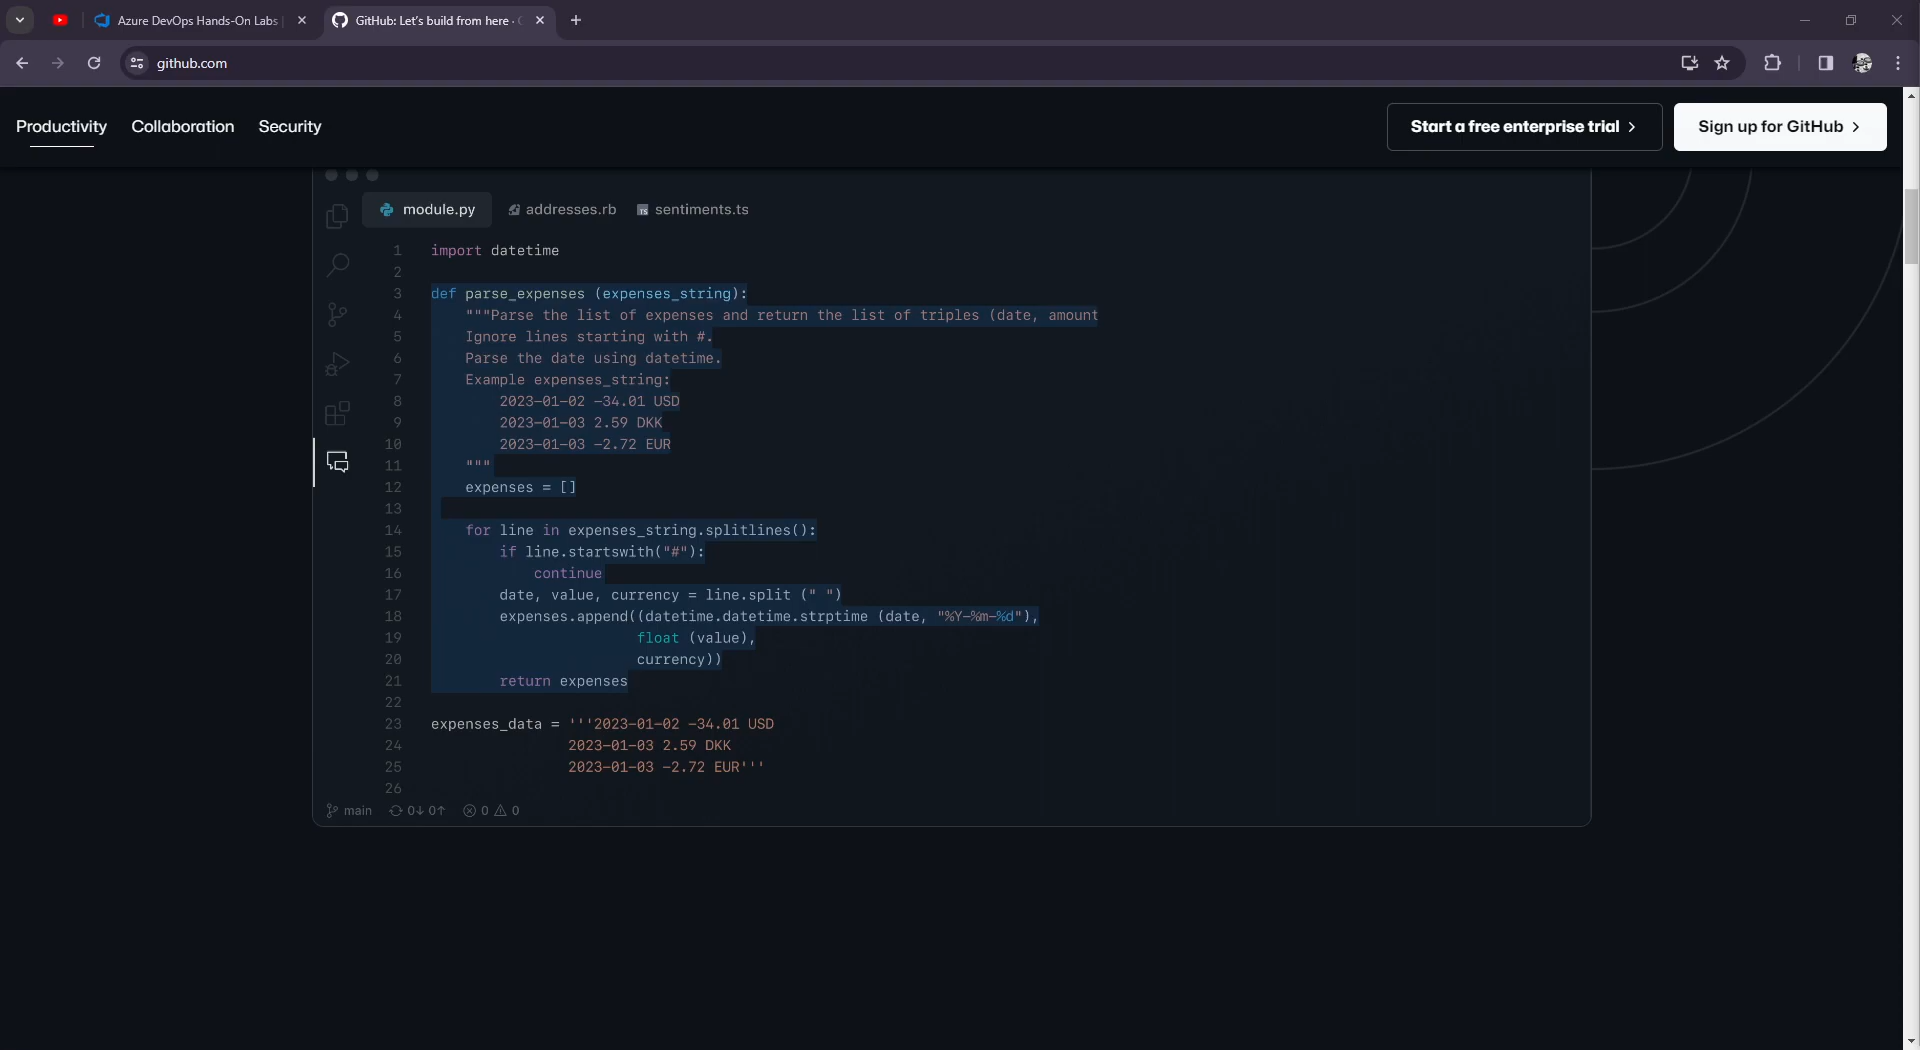 Azure DevOps Hands-On Labs
GitHub: Let's build from here ·
github.com
Productivity Collaboration Security
Start a free enterprise trial
Sign up for GitHub
module.py addresses.rb sentiments.ts
1 import datetime
2
3 def parse_expenses (expenses_string):
4 """Parse the list of expenses and return the list of triples (date, amount
5 Ignore lines starting with #.
6 Parse the date using datetime.
7 Example expenses_string:
8 2023-01-02 -34.01 USD
9 2023-01-03 2.59 DKK
10 2023-01-03 -2.72 EUR
11 """
12 expenses = []
13
14 for line in expenses_string.splitlines():
15 if line.startswith("#"):
16 continue
17 date, value, currency = line.split (" ")
18 expenses.append((datetime.datetime.strptime (date, "%Y-%m-%d"),
19 float (value),
20 currency))
21 return expenses
22
23 expenses_data = '''2023-01-02 -34.01 USD
24 2023-01-03 2.59 DKK
25 2023-01-03 -2.72 EUR'''
26
main 0↓ 0↑ 0 0